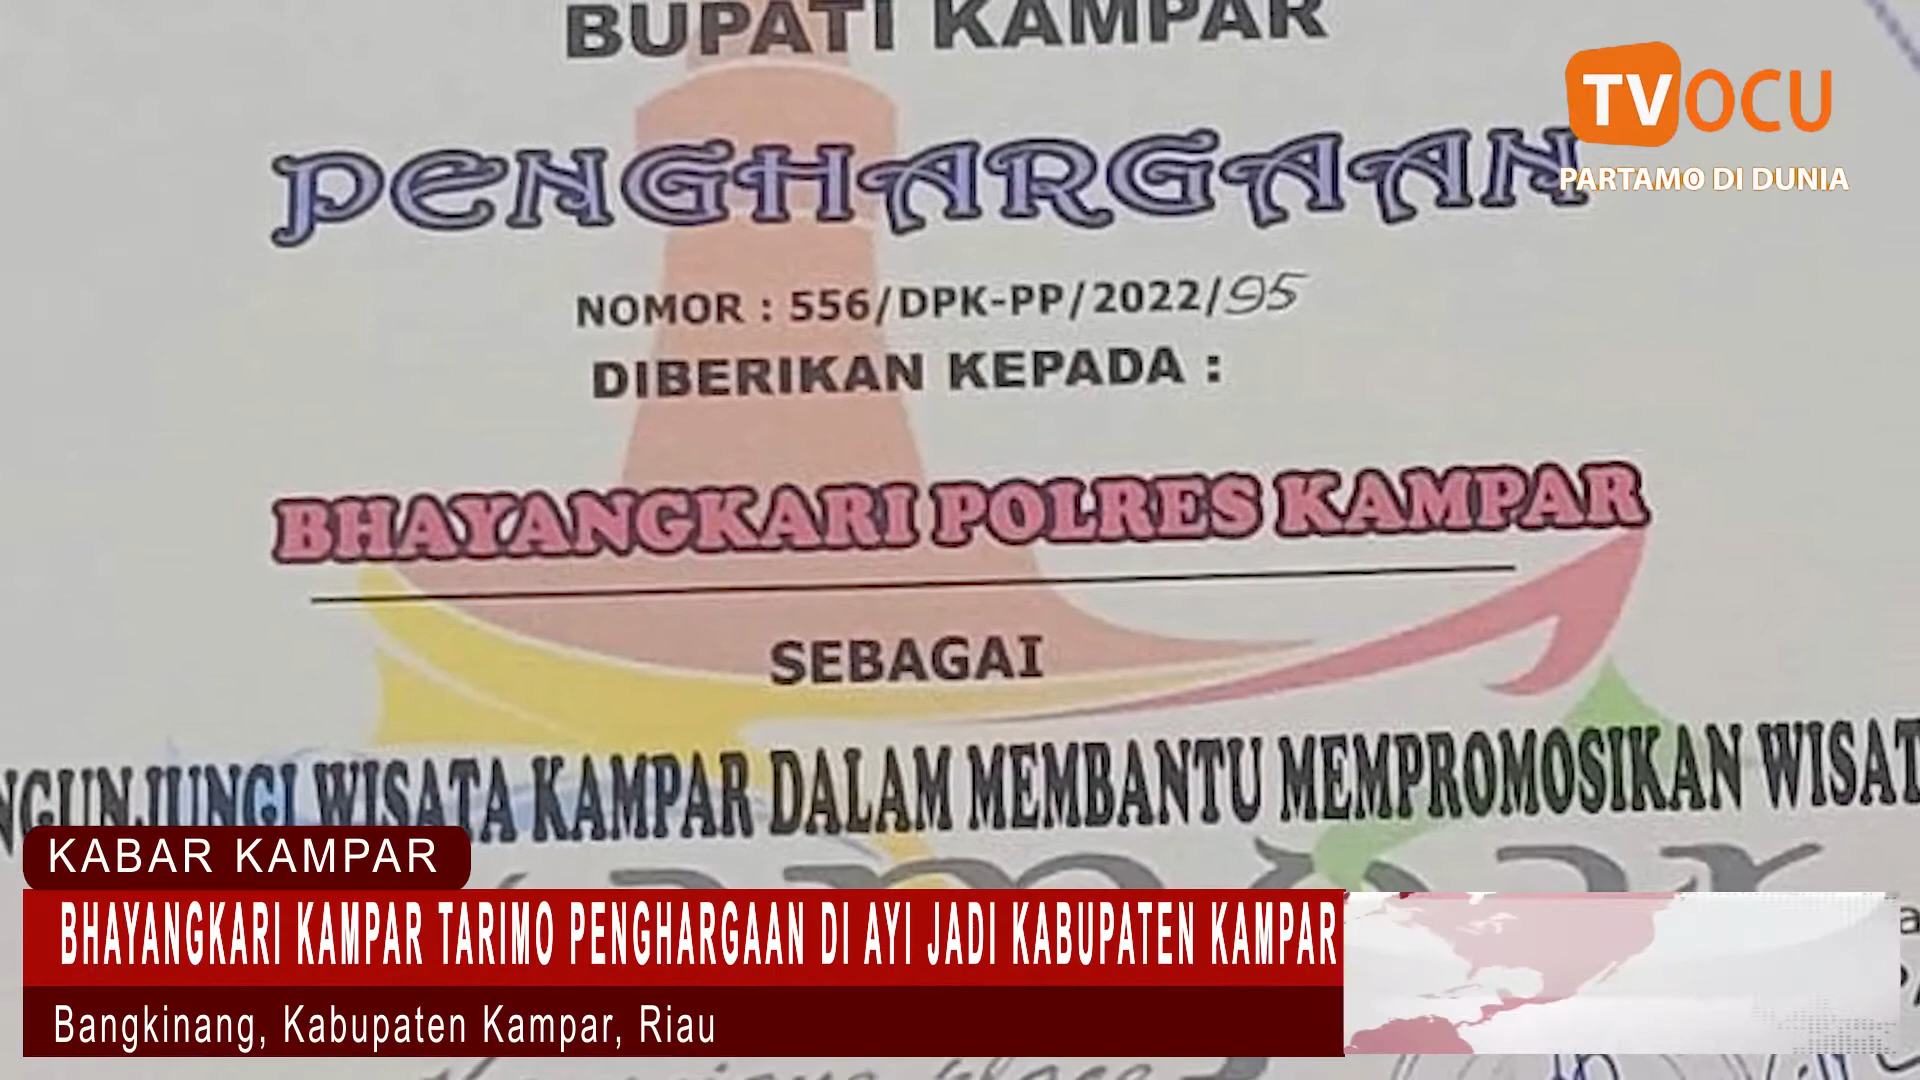 BUPATI KAMPAR
TVOCU
PARTAMO DI DUNIA
PENGHARGAAN
NOMOR : 556/DPK-PP/2022/95
DIBERIKAN KEPADA :
BHAYANGKARI POLRES KAMPAR
SEBAGAI
WISATA KAMPAR DALAM MEMBANTU MEMPROMOSIKAN
KABAR KAMPAR
BHAYANGKARI KAMPAR TARIMO PENGHARGAAN DI AYI JADI KABUPATEN KAMPAR
Bangkinang, Kabupaten Kampar, Riau